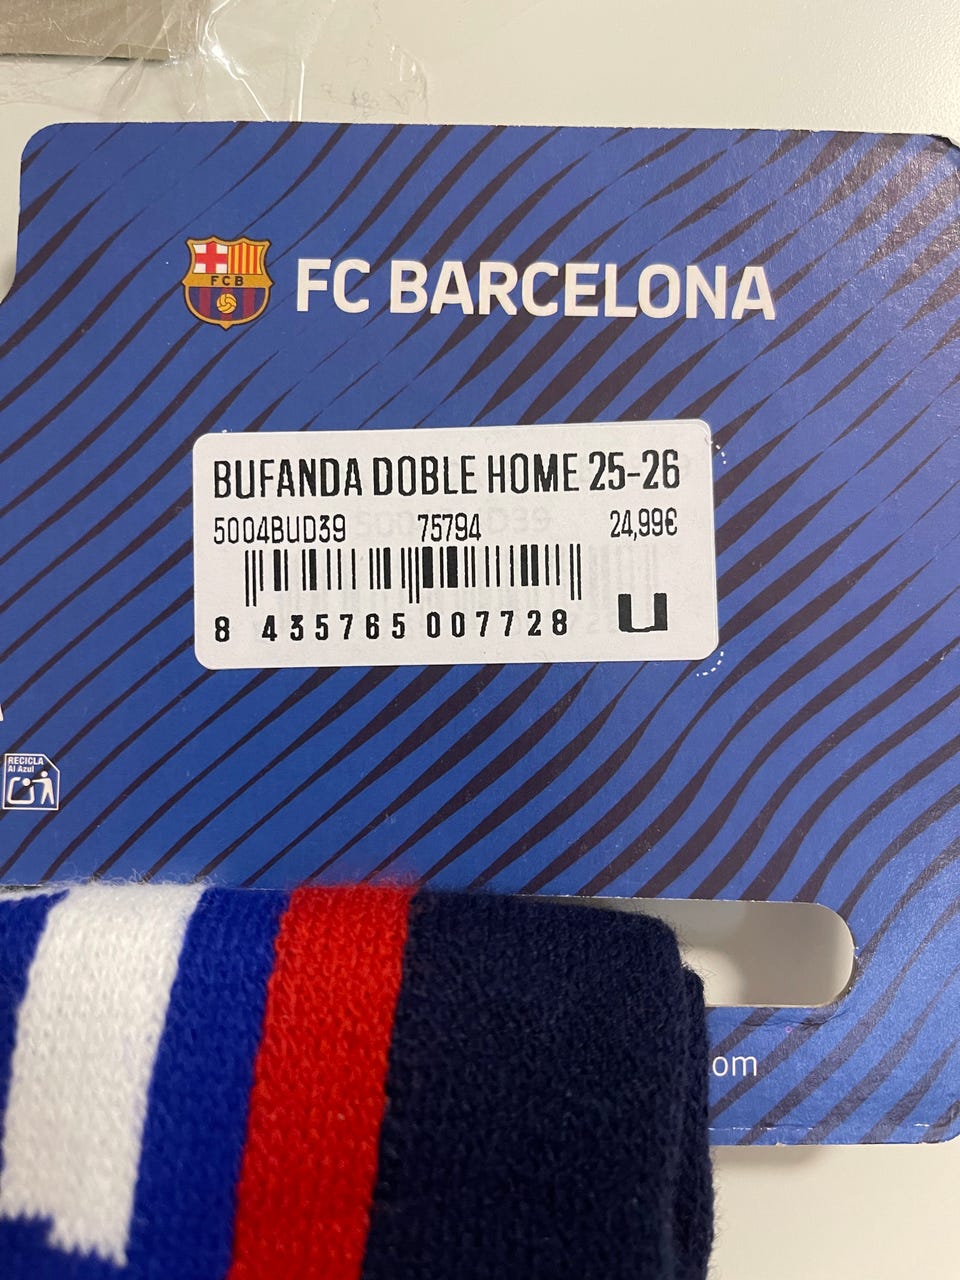 FCB
FC BARCELONA
BUFANDA DOBLE HOME 25-26
5004BUD39 75794 24,99€
8 435765 007728 U
RECICLA
Al Azul
om